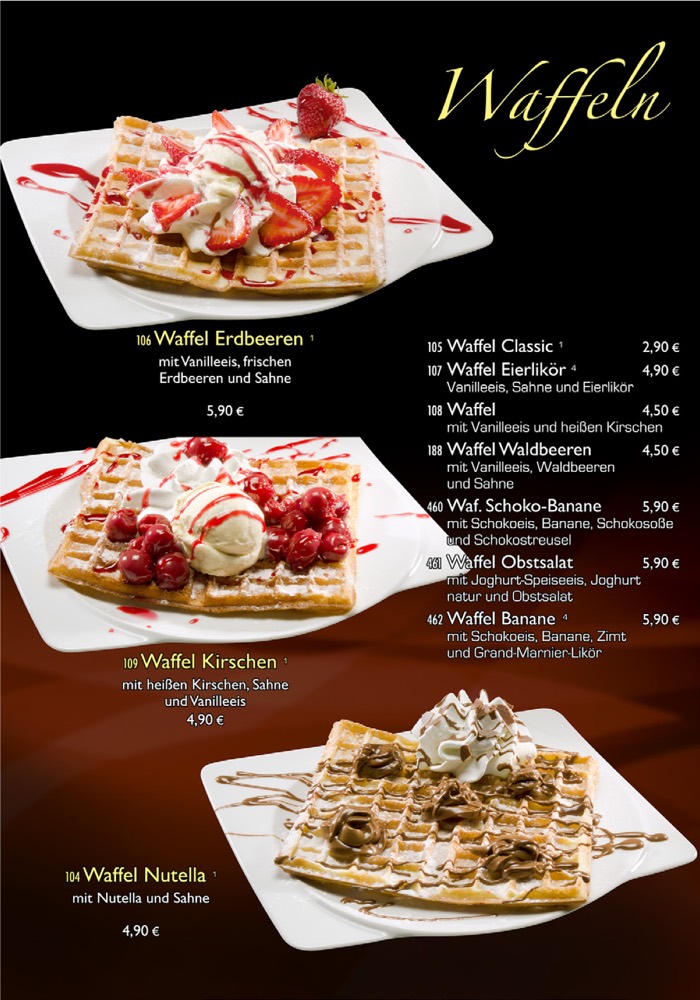 Waffeln
106 Waffel Erdbeeren ¹
mit Vanilleeis, frischen
Erdbeeren und Sahne
5,90 €
105 Waffel Classic ¹ 2,90 €
107 Waffel Eierlikör ⁴ 4,90 €
Vanilleeis, Sahne und Eierlikör
108 Waffel 4,50 €
mit Vanilleeis und heißen Kirschen
188 Waffel Waldbeeren 4,50 €
mit Vanilleeis, Waldbeeren
und Sahne
460 Waf. Schoko-Banane 5,90 €
mit Schokoeis, Banane, Schokosoße
und Schokostreusel
461 Waffel Obstsalat 5,90 €
mit Joghurt-Speiseeis, Joghurt
natur und Obstsalat
462 Waffel Banane ⁴ 5,90 €
mit Schokoeis, Banane, Zimt
und Grand-Marnier-Likör
109 Waffel Kirschen ¹
mit heißen Kirschen, Sahne
und Vanilleeis
4,90 €
104 Waffel Nutella ¹
mit Nutella und Sahne
4,90 €